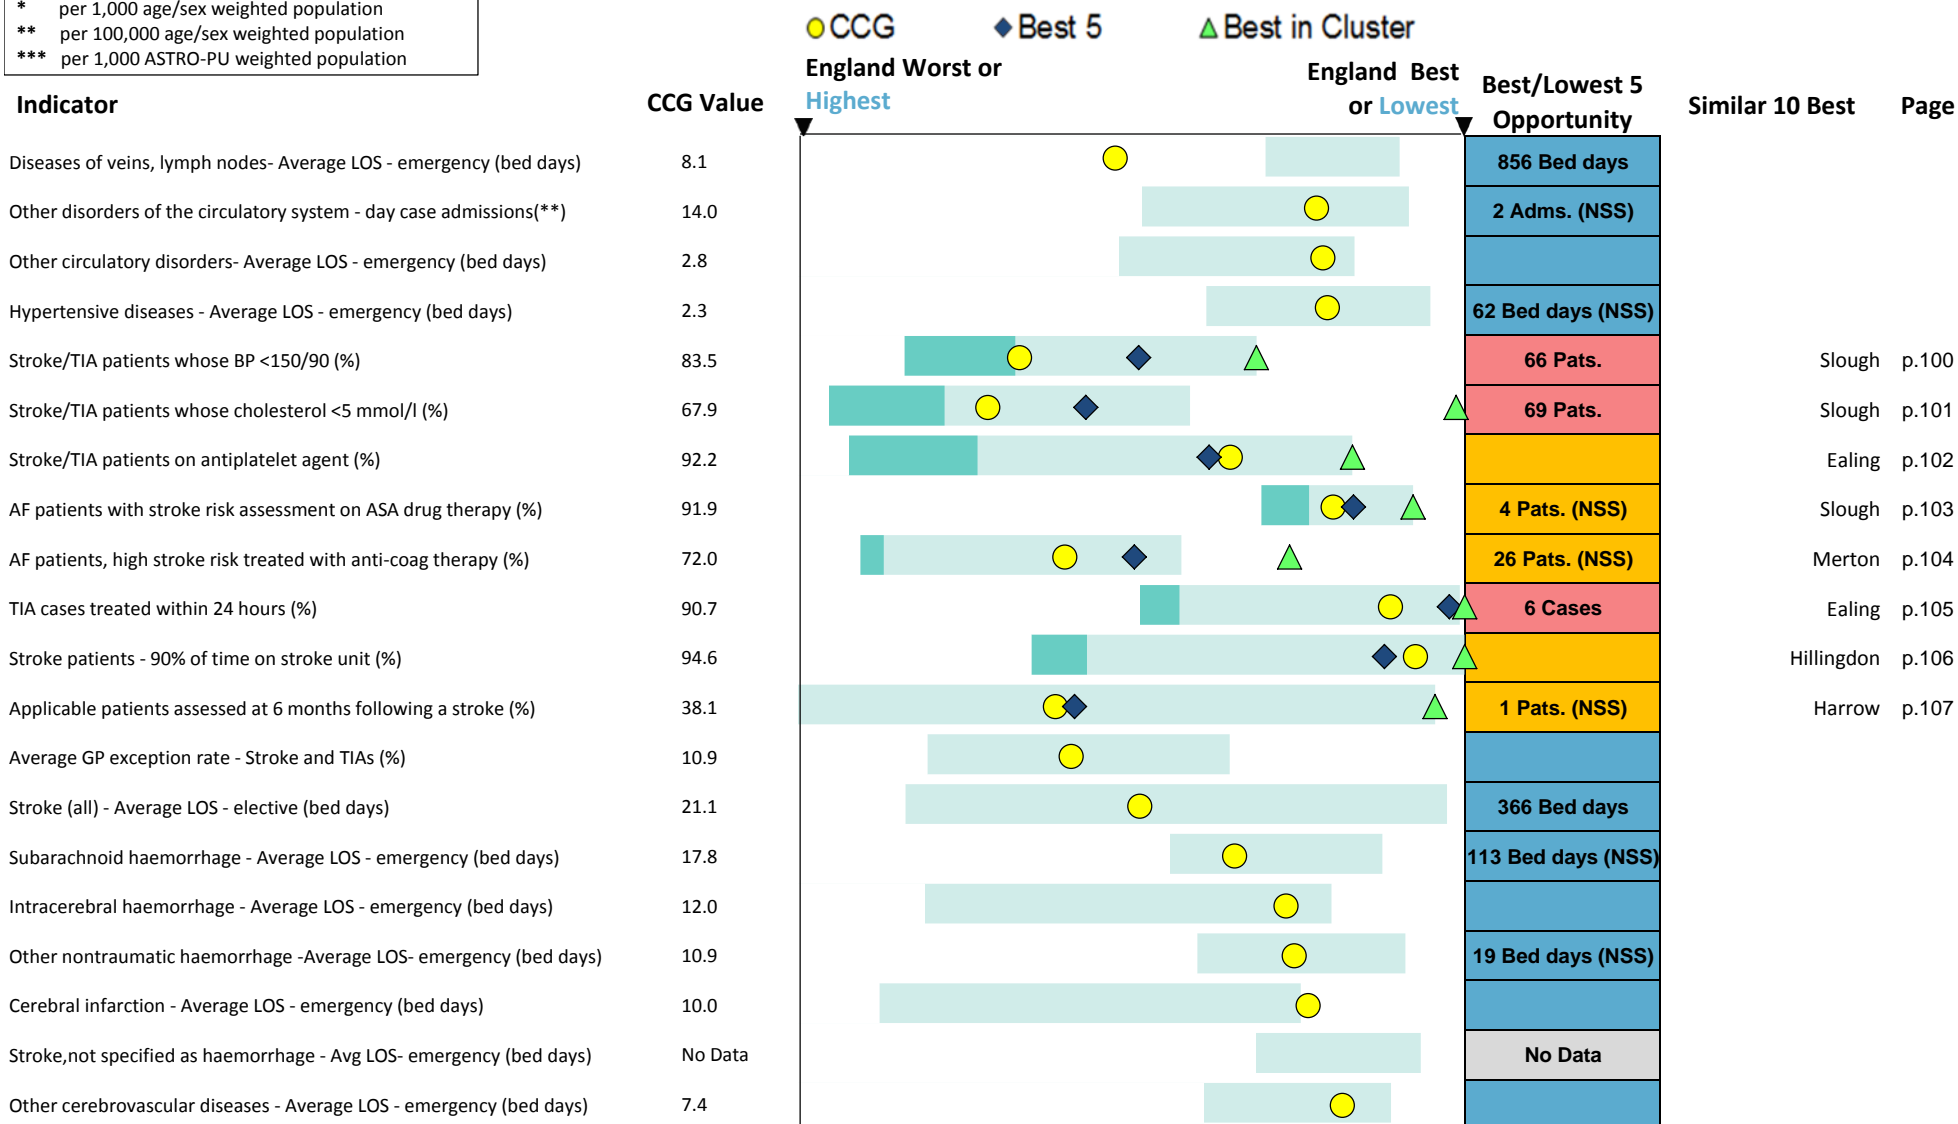 * per 1,000 age/sex weighted population
** per 100,000 age/sex weighted population
*** per 1,000 ASTRO-PU weighted population
CCG Best 5 Best in Cluster
Indicator CCG Value England Worst or Highest England Best or Lowest Best/Lowest 5 Opportunity Similar 10 Best Page
Diseases of veins, lymph nodes- Average LOS - emergency (bed days) 8.1 856 Bed days
Other disorders of the circulatory system - day case admissions(**) 14.0 2 Adms. (NSS)
Other circulatory disorders- Average LOS - emergency (bed days) 2.8
Hypertensive diseases - Average LOS - emergency (bed days) 2.3 62 Bed days (NSS)
Stroke/TIA patients whose BP <150/90 (%) 83.5 66 Pats. Slough p.100
Stroke/TIA patients whose cholesterol <5 mmol/l (%) 67.9 69 Pats. Slough p.101
Stroke/TIA patients on antiplatelet agent (%) 92.2 Ealing p.102
AF patients with stroke risk assessment on ASA drug therapy (%) 91.9 4 Pats. (NSS) Slough p.103
AF patients, high stroke risk treated with anti-coag therapy (%) 72.0 26 Pats. (NSS) Merton p.104
TIA cases treated within 24 hours (%) 90.7 6 Cases Ealing p.105
Stroke patients - 90% of time on stroke unit (%) 94.6 Hillingdon p.106
Applicable patients assessed at 6 months following a stroke (%) 38.1 1 Pats. (NSS) Harrow p.107
Average GP exception rate - Stroke and TIAs (%) 10.9
Stroke (all) - Average LOS - elective (bed days) 21.1 366 Bed days
Subarachnoid haemorrhage - Average LOS - emergency (bed days) 17.8 113 Bed days (NSS)
Intracerebral haemorrhage - Average LOS - emergency (bed days) 12.0
Other nontraumatic haemorrhage -Average LOS- emergency (bed days) 10.9 19 Bed days (NSS)
Cerebral infarction - Average LOS - emergency (bed days) 10.0
Stroke,not specified as haemorrhage - Avg LOS- emergency (bed days) No Data No Data
Other cerebrovascular diseases - Average LOS - emergency (bed days) 7.4